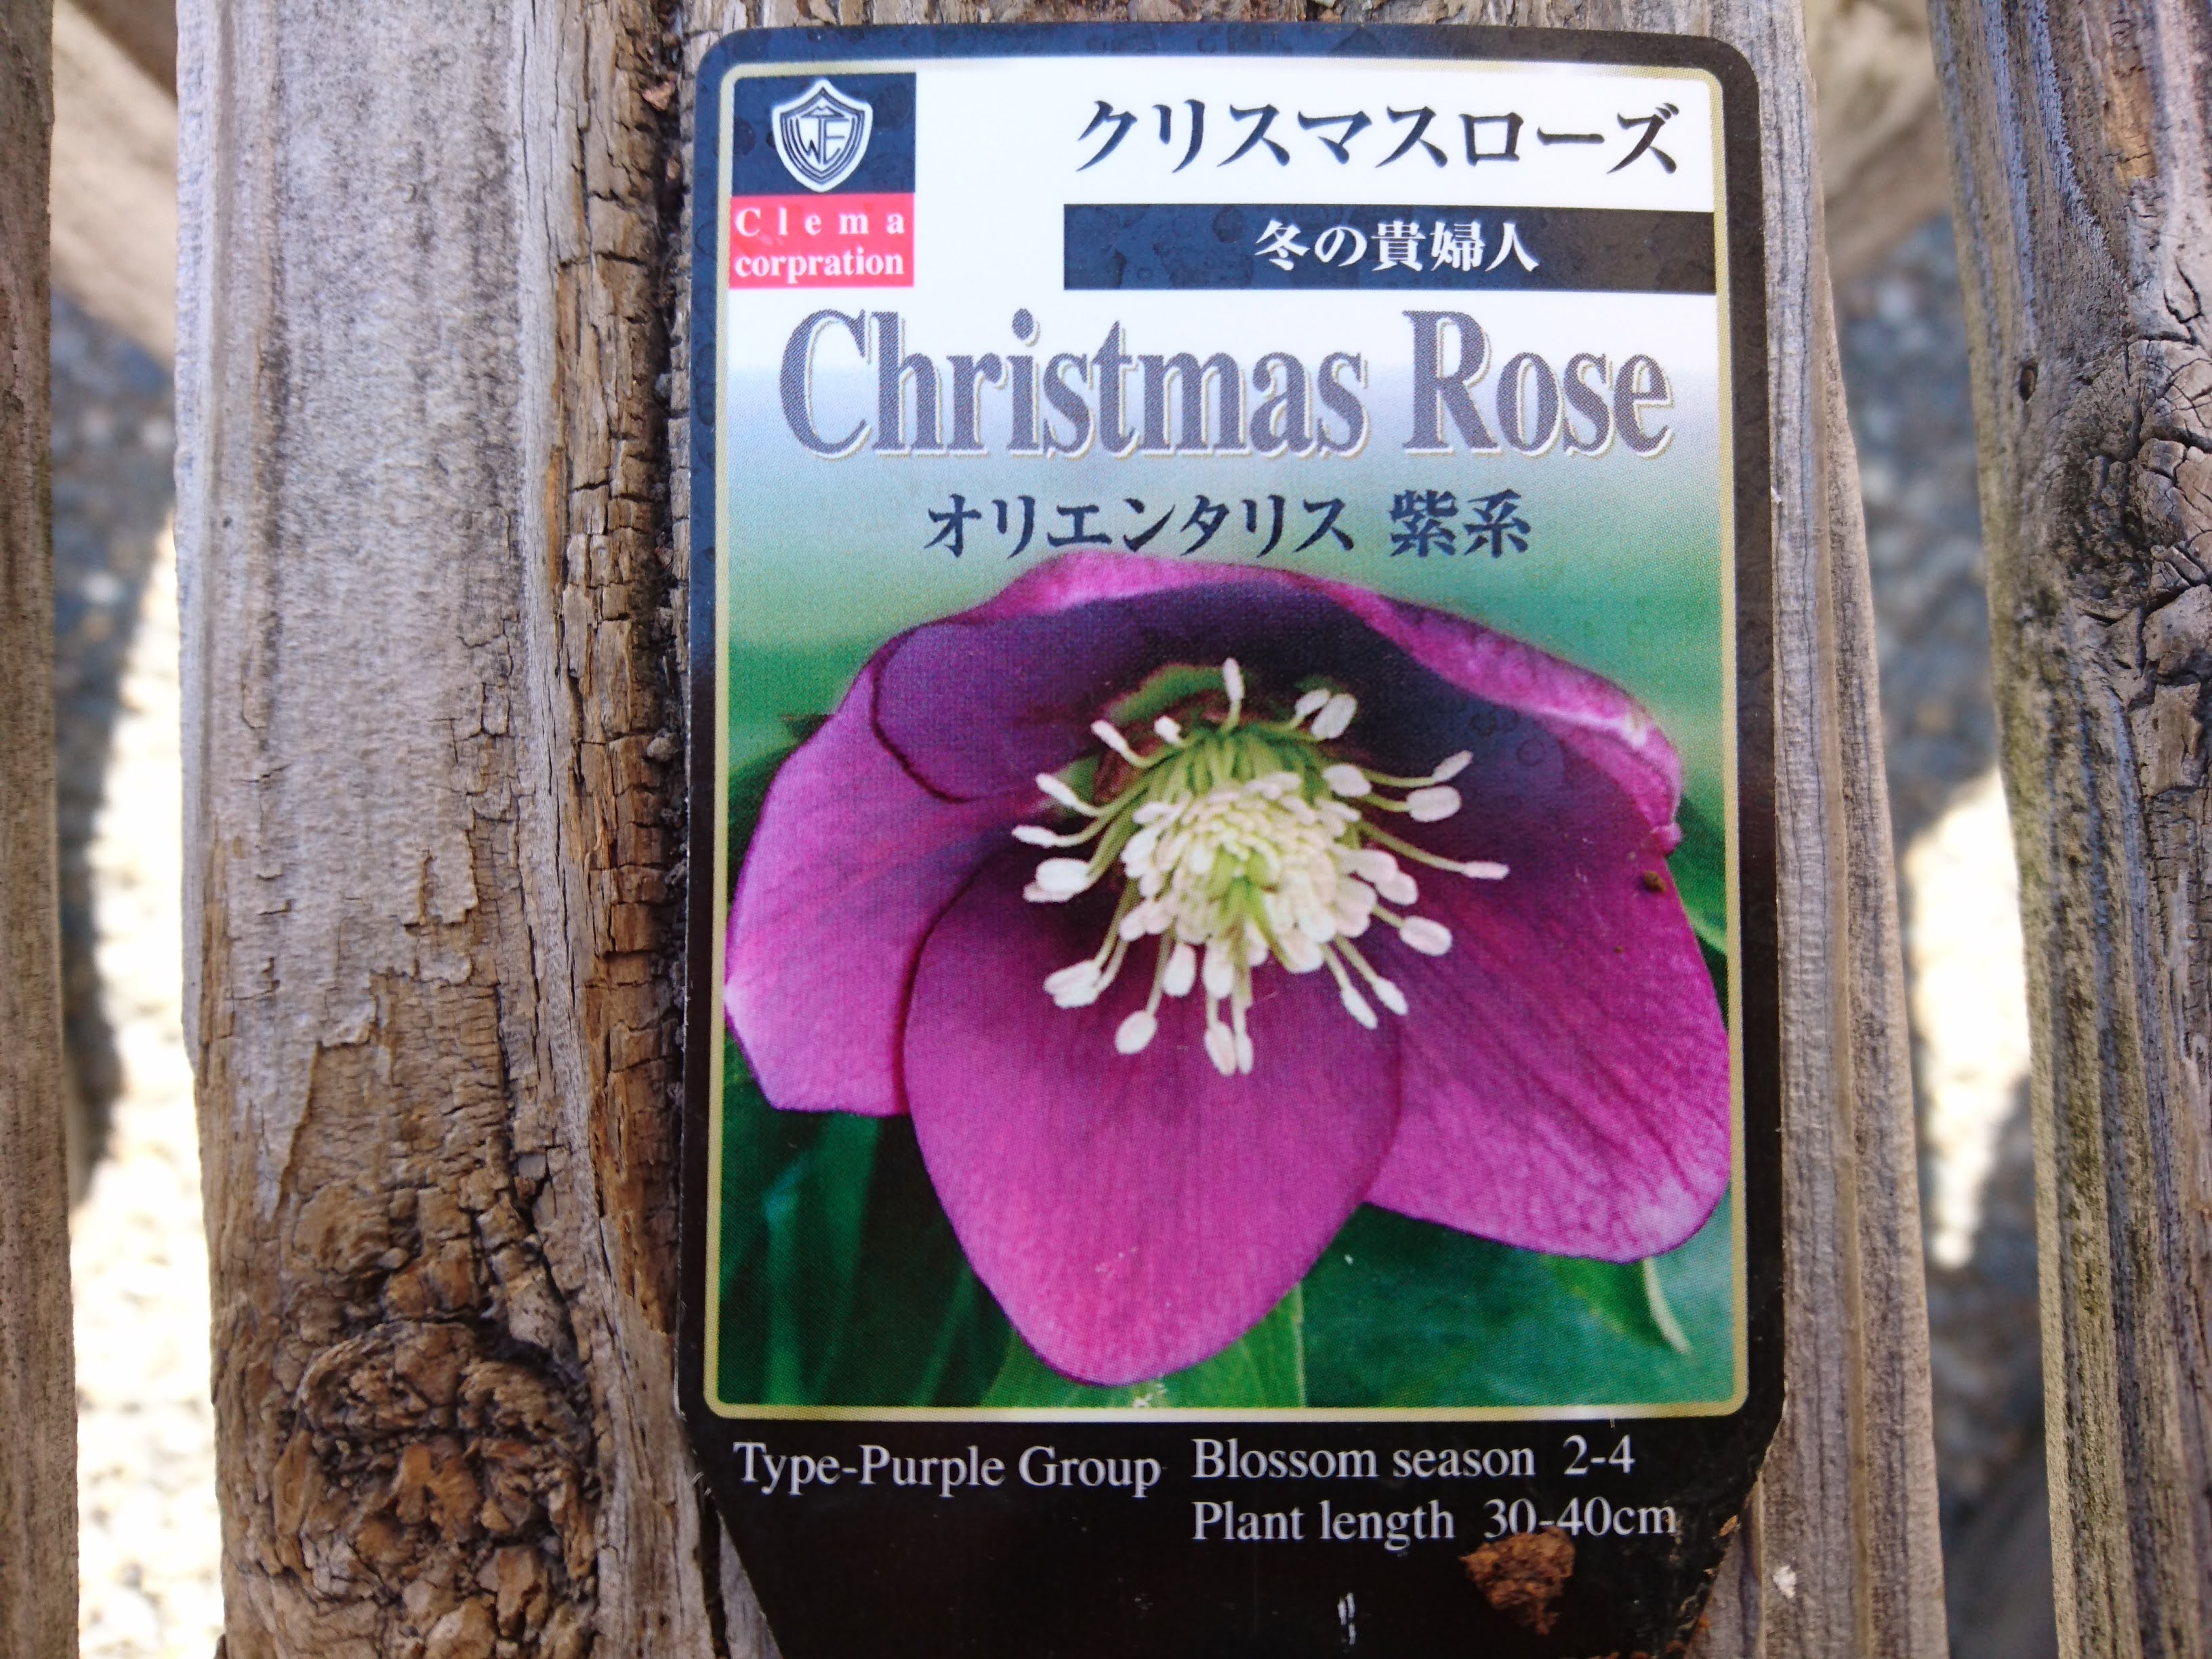 クリスマスローズ
Clema
corpration
冬の貴婦人
Christmas Rose
オリエンタリス 紫系
Type-Purple Group
Blossom season 2-4
Plant length 30-40cm